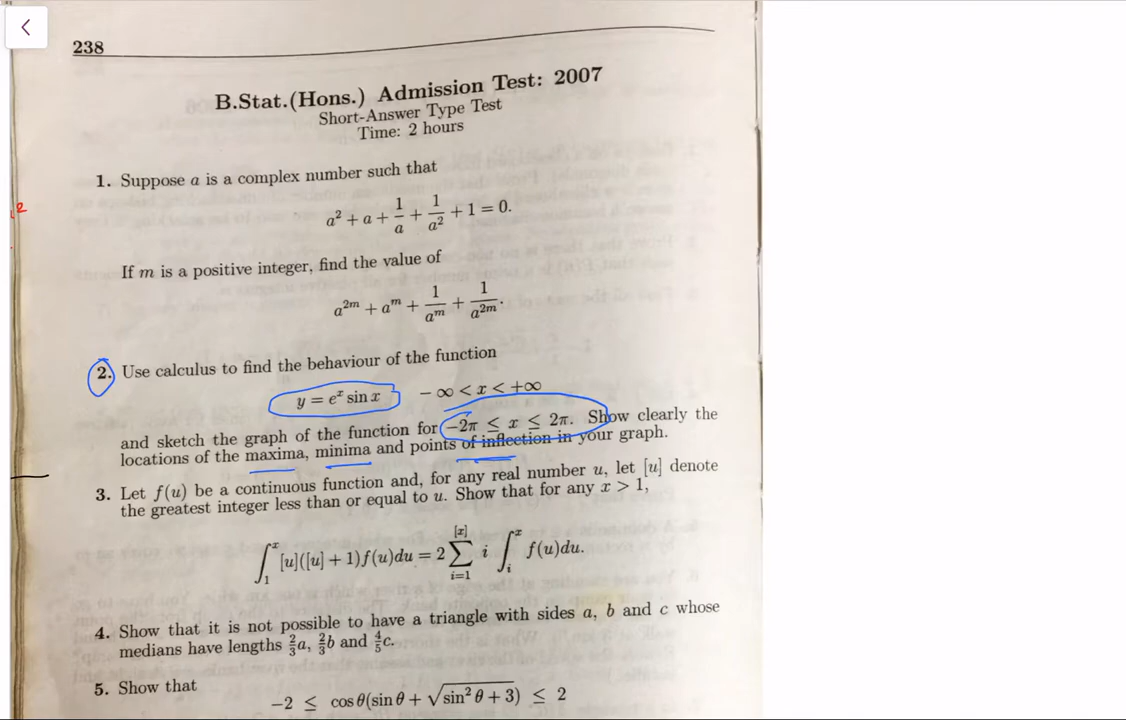 238
B.Stat.(Hons.) Admission Test: 2007
Short-Answer Type Test
Time: 2 hours
1. Suppose a is a complex number such that
a² + a + 1/a + 1/a² + 1 = 0.
If m is a positive integer, find the value of
a²ᵐ + aᵐ + 1/aᵐ + 1/a²ᵐ.
2. Use calculus to find the behaviour of the function
y = eˣ sin x    − ∞ < x < +∞
and sketch the graph of the function for −2π ≤ x ≤ 2π. Show clearly the
locations of the maxima, minima and points of inflection in your graph.
3. Let f(u) be a continuous function and, for any real number u, let [u] denote
the greatest integer less than or equal to u. Show that for any x > 1,
∫₁ˣ [u]([u] + 1)f(u)du = 2 ∑_{i=1}^{[x]} i ∫ᵢˣ f(u)du.
4. Show that it is not possible to have a triangle with sides a, b and c whose
medians have lengths ⅔a, ⅔b and ⅘c.
5. Show that
−2 ≤ cos θ(sin θ + √(sin² θ + 3)) ≤ 2